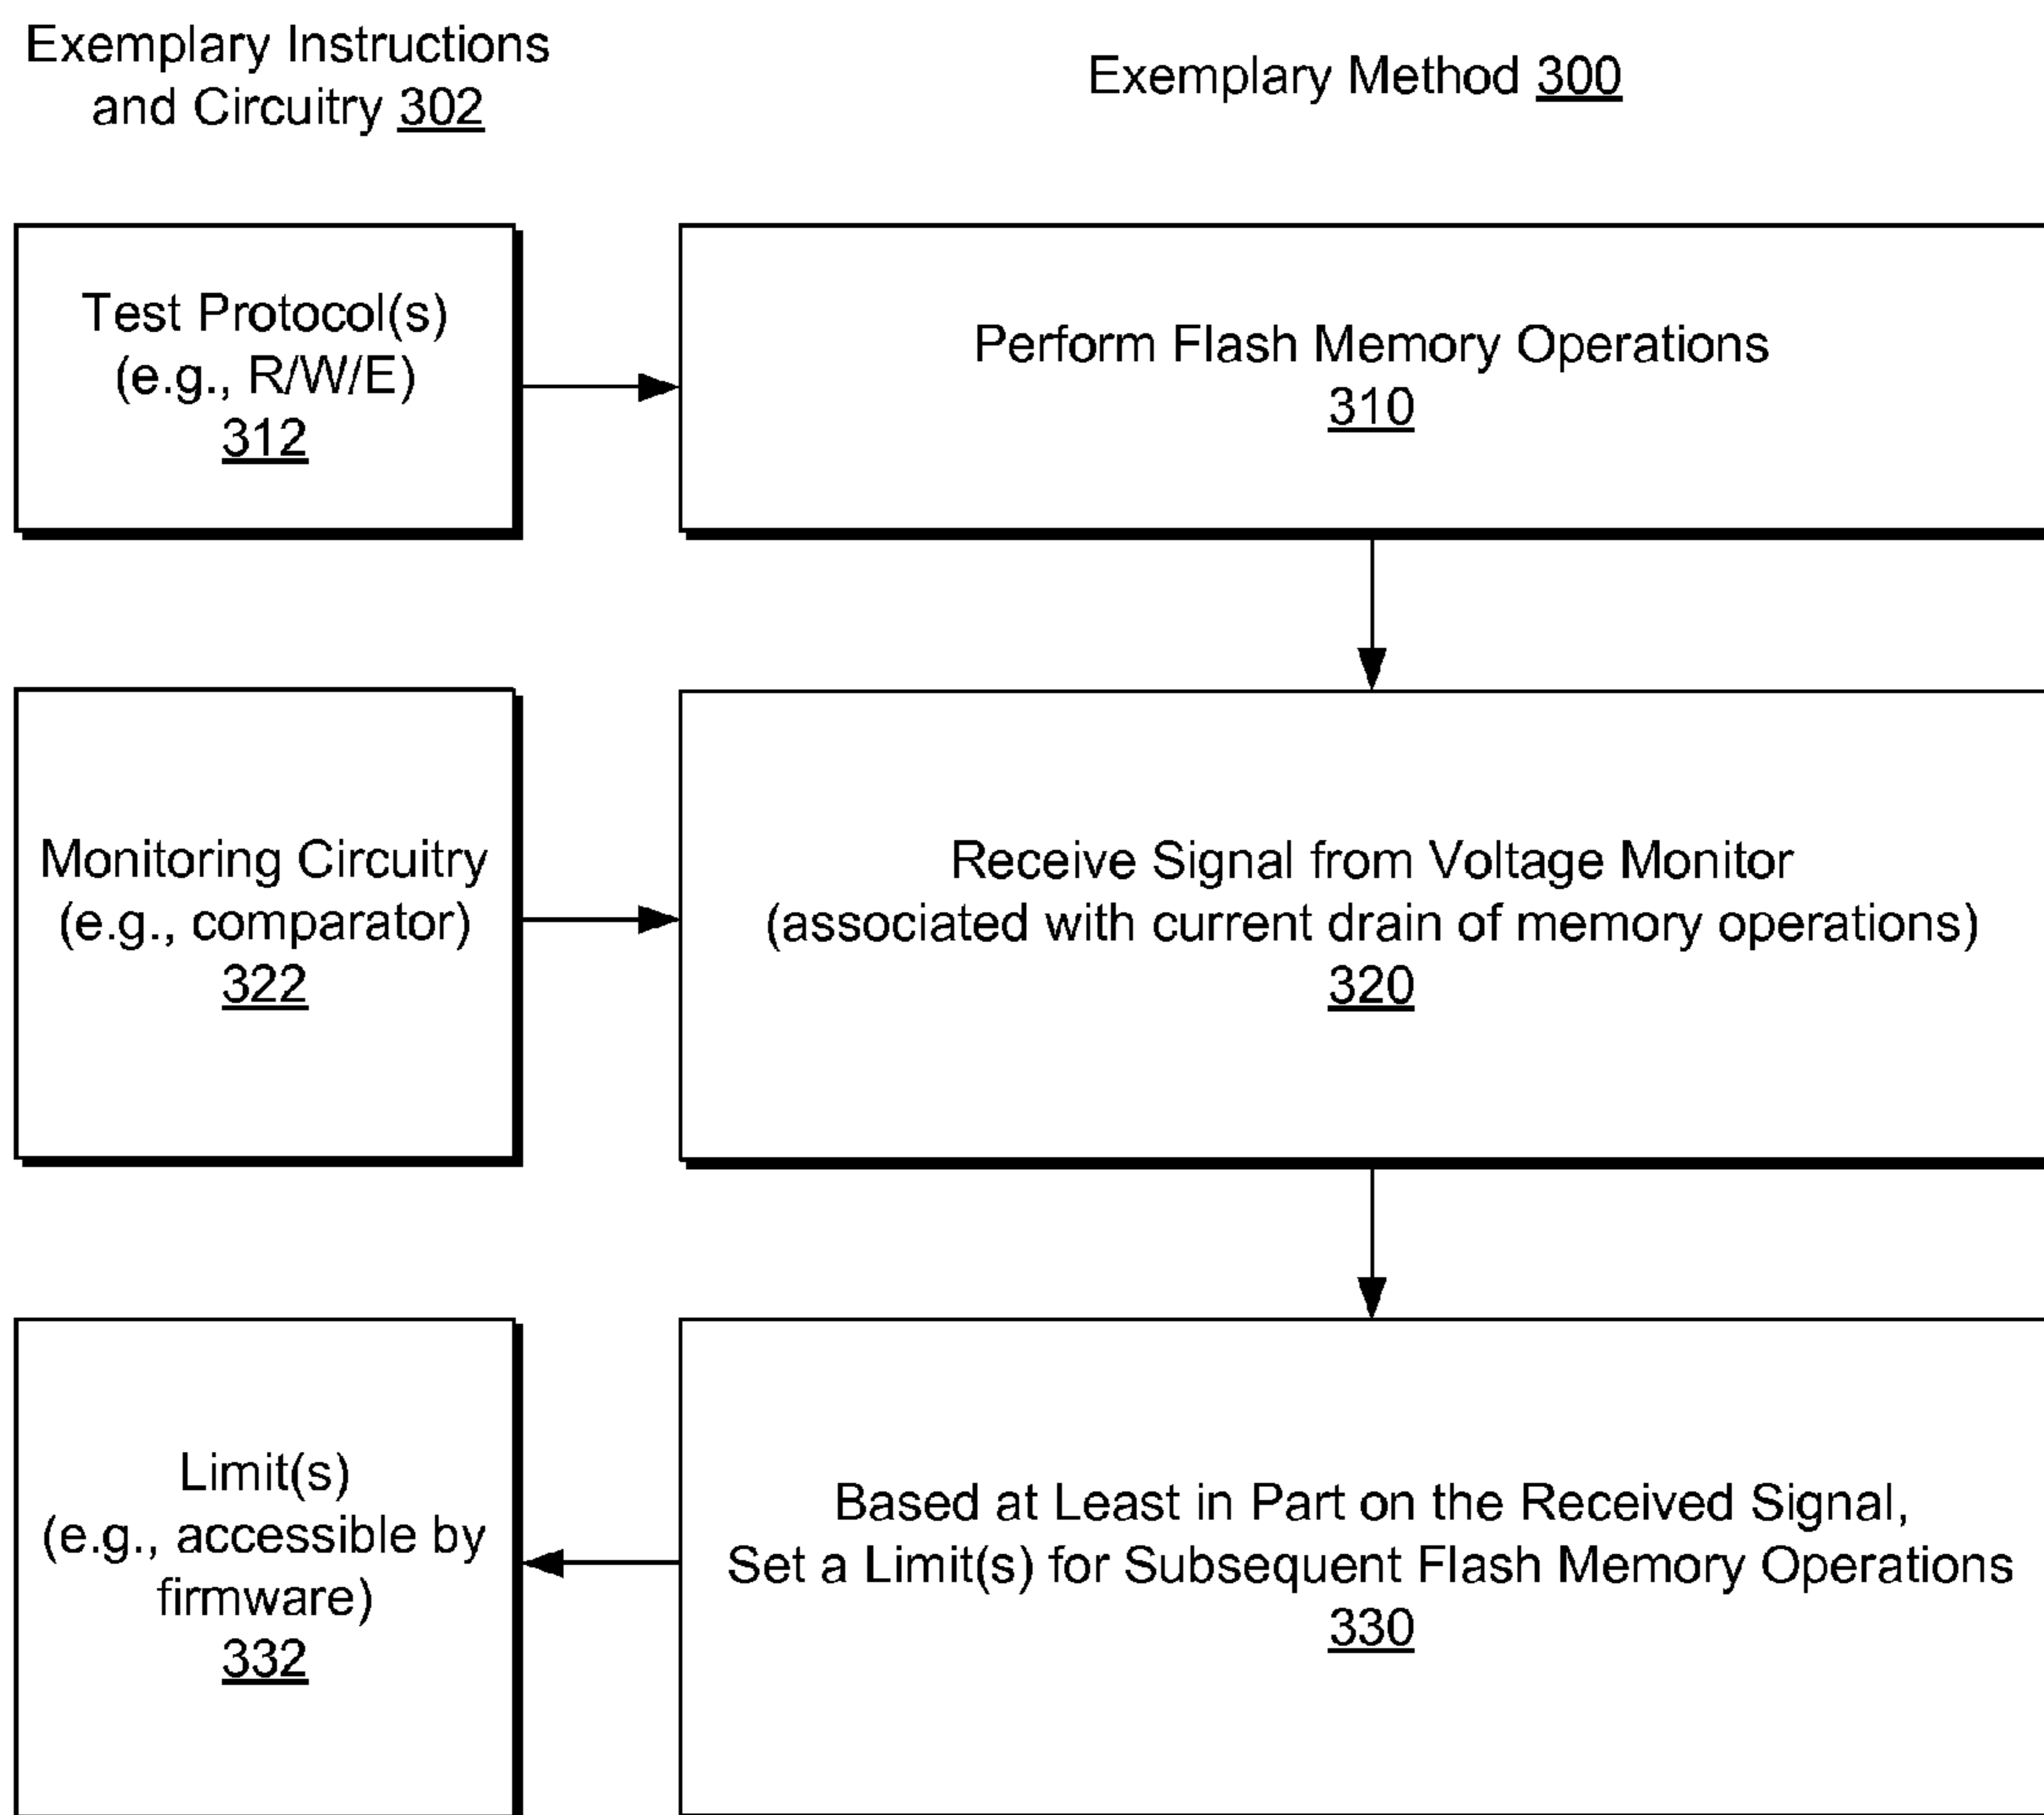 Exemplary Instructions
and Circuitry 302
Exemplary Method 300
Test Protocol(s)
(e.g., R/W/E)
312
Perform Flash Memory Operations
310
Monitoring Circuitry
(e.g., comparator)
322
Receive Signal from Voltage Monitor
(associated with current drain of memory operations)
320
Limit(s)
(e.g., accessible by
firmware)
332
Based at Least in Part on the Received Signal,
Set a Limit(s) for Subsequent Flash Memory Operations
330